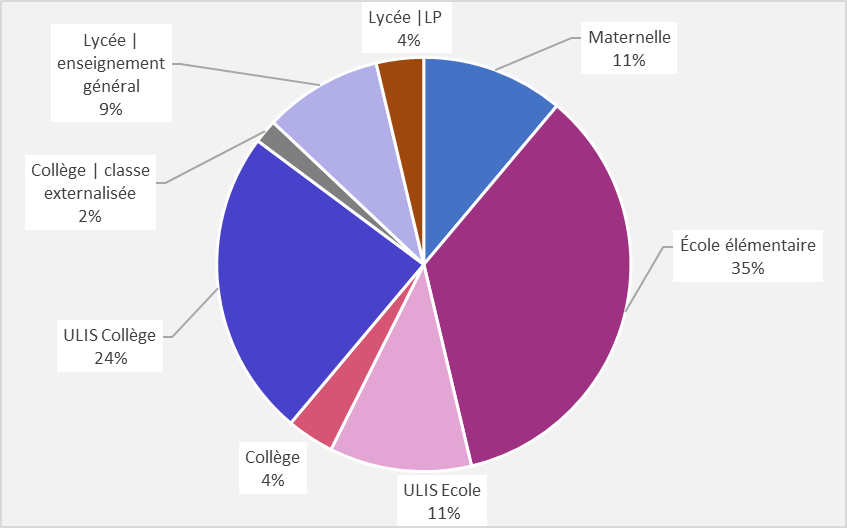 Lycée |LP
4%
Maternelle
11%
École élémentaire
35%
ULIS Ecole
11%
Collège
4%
ULIS Collège
24%
Collège | classe
externalisée
2%
Lycée |
enseignement
général
9%